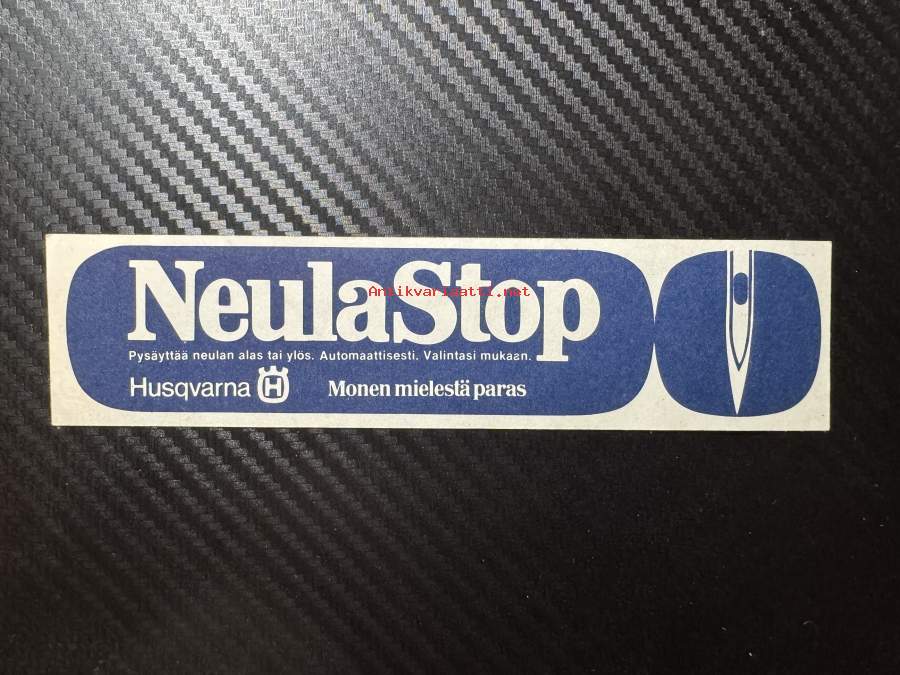 NeulaStop
Antikvariaatti.net
Pysäyttää neulan alas tai ylös. Automaattisesti. Valintasi mukaan.
Husqvarna H Monen mielestä paras